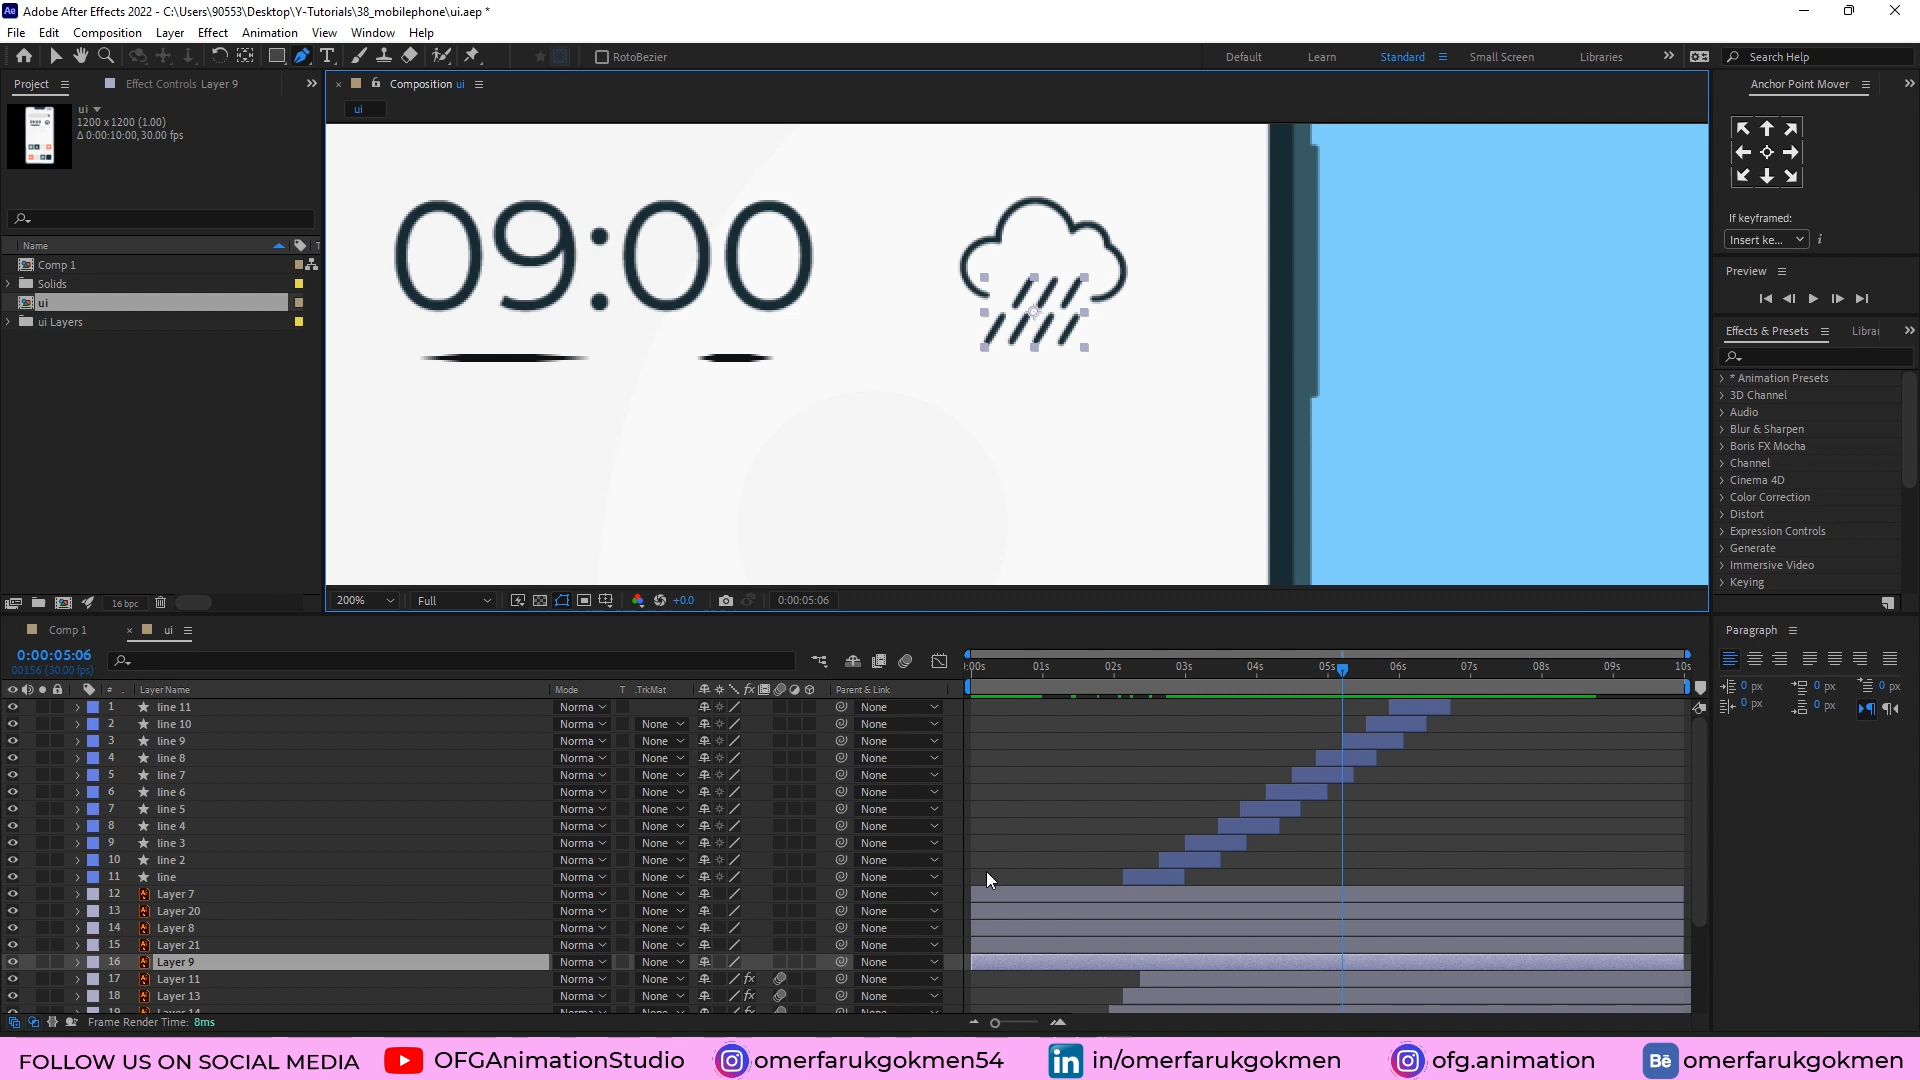 Adobe After Effects 2022 - C:\Users\90553\Desktop\Y-Tutorials\38_mobilephone\ui.aep *
File Edit Composition Layer Effect Animation View Window Help
RotoBezier Default Learn Standard Small Screen Libraries Search Help
Project Effect Controls Layer 9 Composition ui Anchor Point Mover
ui
ui
1200 x 1200 (1.00)
Δ 0:00:10:00, 30.00 fps
If keyframed:
Insert ke...
Preview
Name
Comp 1
Solids
ui
ui Layers
09:00
Effects & Presets
* Animation Presets
3D Channel
Audio
Blur & Sharpen
Boris FX Mocha
Channel
Cinema 4D
Color Correction
Distort
Expression Controls
Generate
Immersive Video
Keying
16 bpc 200% Full +0.0 0:00:05:06
Comp 1 ui
Paragraph
0 px 0 px 0 px
0 px 0 px
0:00:05:06
00156 (30.00 fps)
:00s 01s 02s 03s 04s 05s 06s 07s 08s 09s 10s
# Layer Name Mode T .TrkMat fx Parent & Link
1 line 11 Norma None
2 line 10 Norma None None
3 line 9 Norma None None
4 line 8 Norma None None
5 line 7 Norma None None
6 line 6 Norma None None
7 line 5 Norma None None
8 line 4 Norma None None
9 line 3 Norma None None
10 line 2 Norma None None
11 line Norma None None
12 Layer 7 Norma None None
13 Layer 20 Norma None None
14 Layer 8 Norma None None
15 Layer 21 Norma None None
16 Layer 9 Norma None None
17 Layer 11 Norma None fx None
18 Layer 13 Norma None fx None
Frame Render Time: 8ms
FOLLOW US ON SOCIAL MEDIA OFGAnimationStudio omerfarukgokmen54 in in/omerfarukgokmen ofg.animation Bē omerfarukgokmen